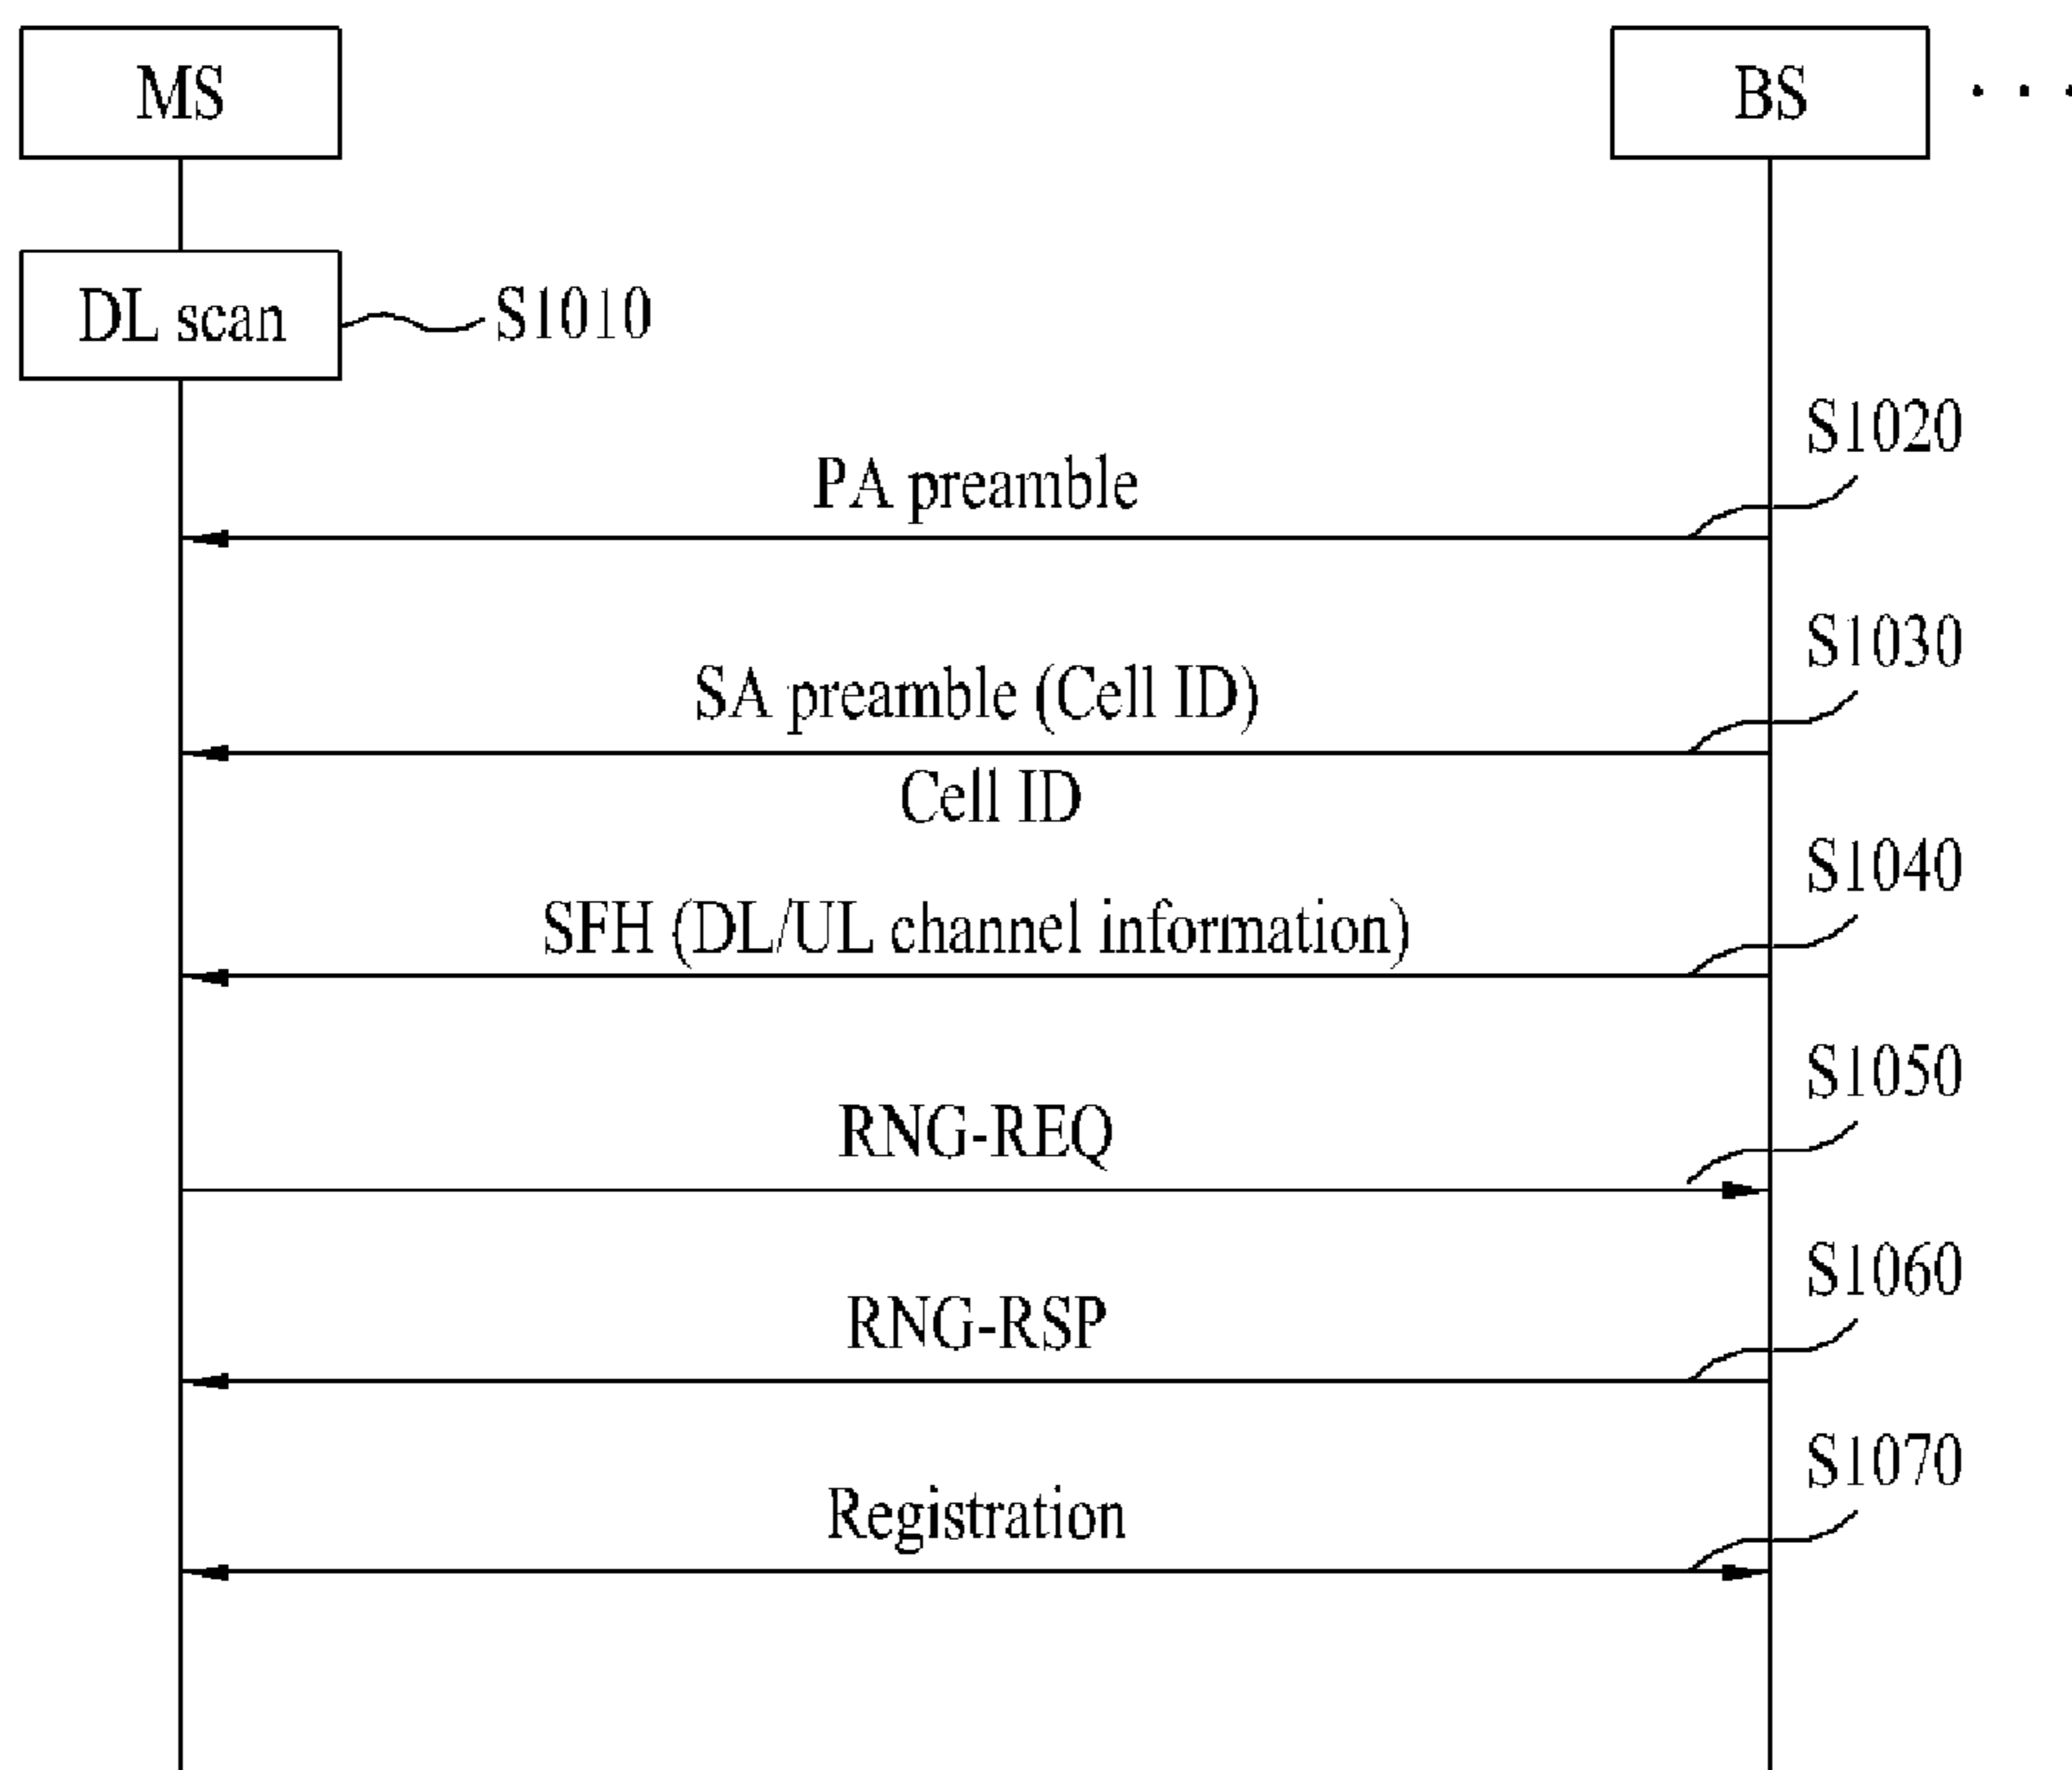 MS
BS
...
DL scan
S1010
S1020
PA preamble
S1030
SA preamble (Cell ID)
Cell ID
S1040
SFH (DL/UL channel information)
S1050
RNG-REQ
S1060
RNG-RSP
S1070
Registration